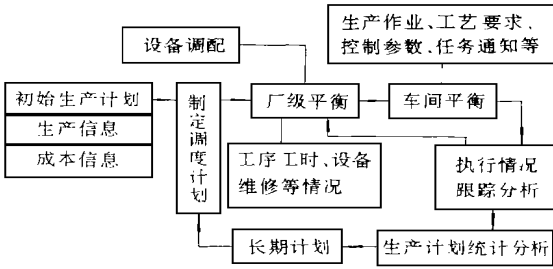 生产作业、工艺要求、
控制参数、任务通知等
设备调配
初始生产计划
生产信息
成本信息
制定调度计划
厂级平衡
车间平衡
工序工时、设备
维修等情况
执行情况
跟踪分析
长期计划
生产计划统计分析